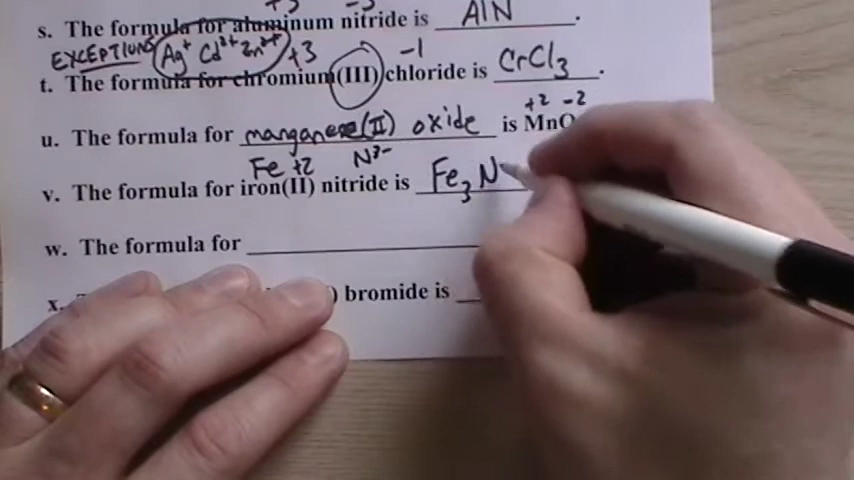 +3 -3
s. The formula for aluminum nitride is AlN.
EXCEPTIONS Ag+ Cd2+ Zn2+ +3 -1
t. The formula for chromium(III) chloride is CrCl3.
+2 -2
u. The formula for manganese(II) oxide is MnO
Fe +2 N3-
v. The formula for iron(II) nitride is Fe3N
w. The formula for
x. ) bromide is